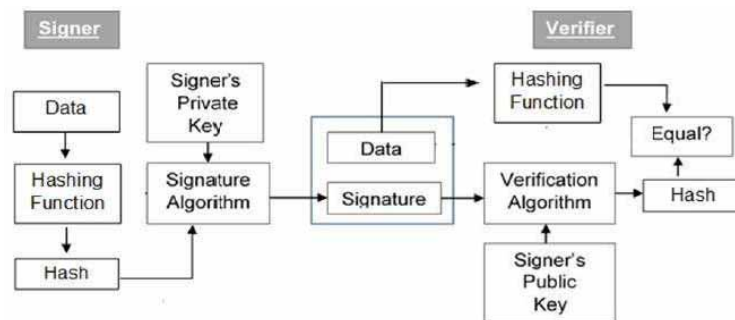 Signer
Verifier
Data
Hashing
Function
Hash
Signer's
Private
Key
Signature
Algorithm
Data
Signature
Hashing
Function
Equal?
Verification
Algorithm
Hash
Signer's
Public
Key